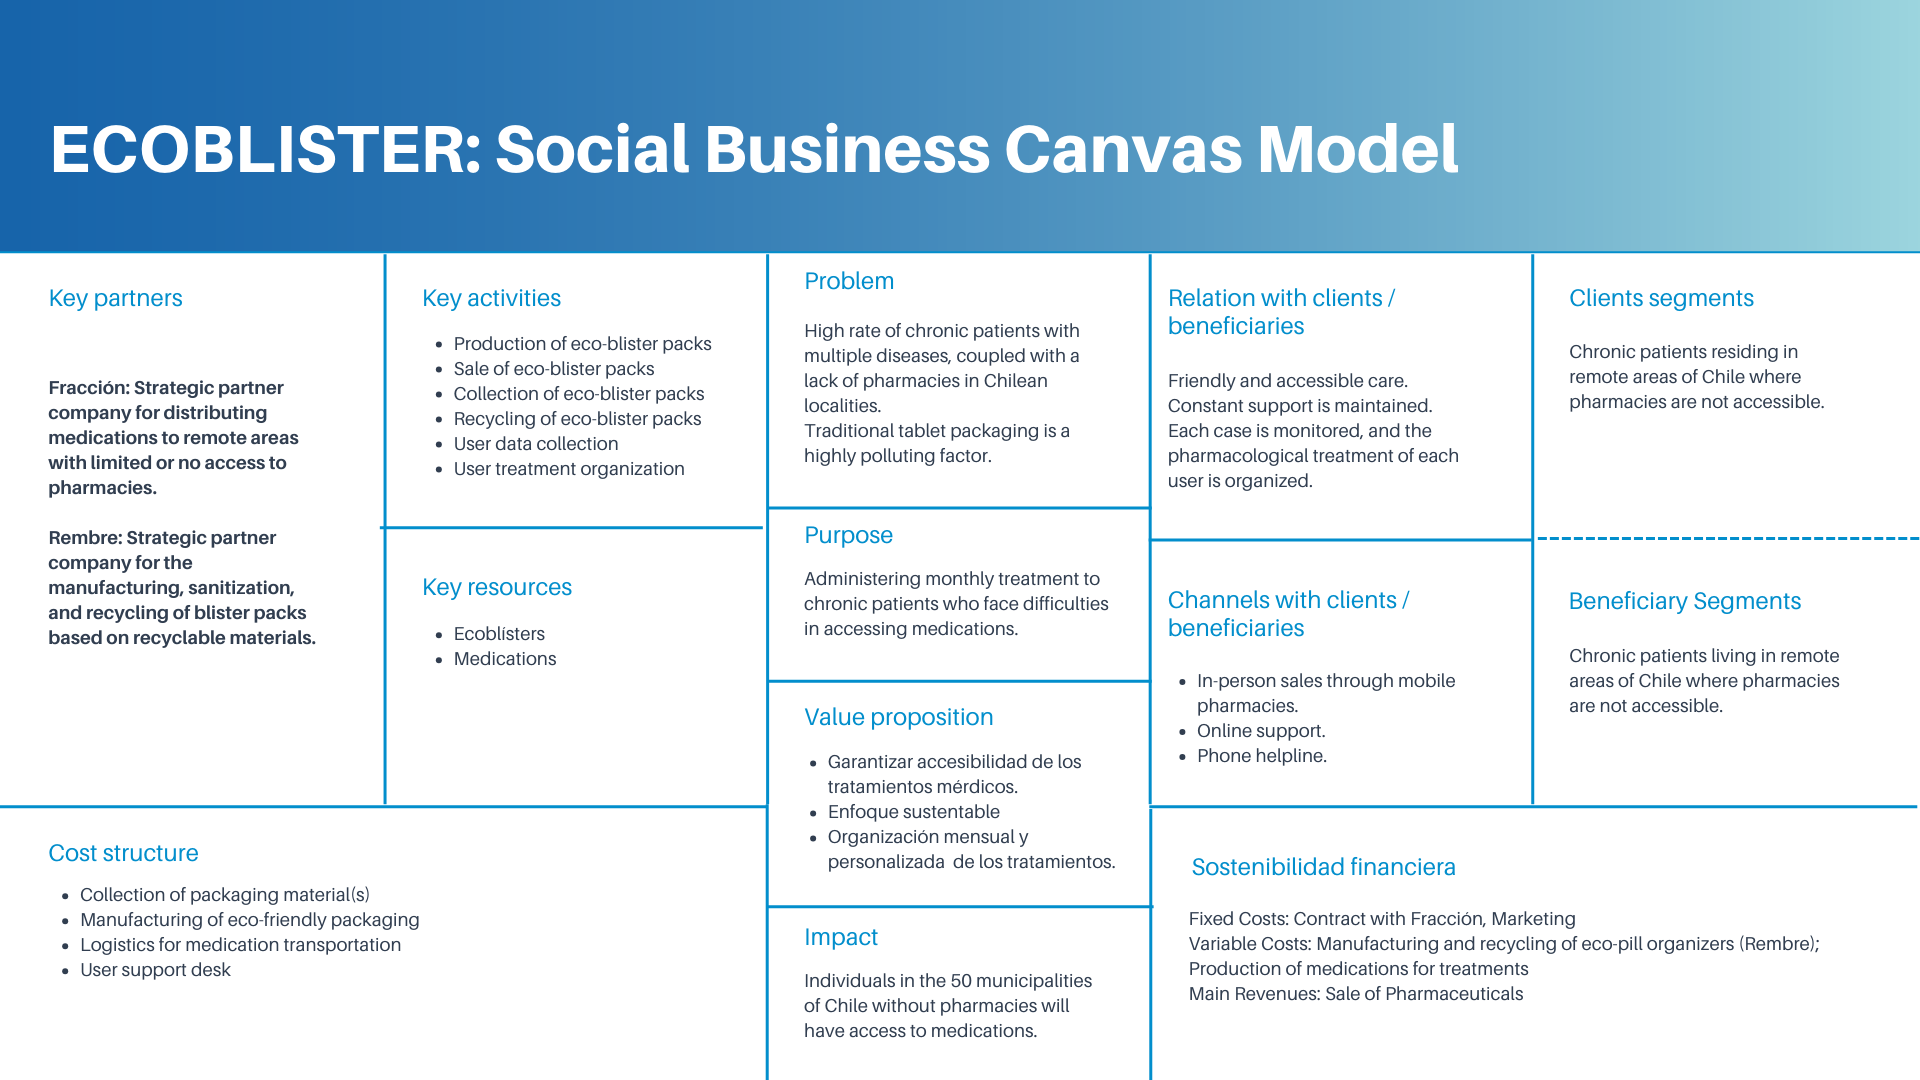 ECOBLISTER: Social Business Canvas Model
Key partners
Fracción: Strategic partner
company for distributing
medications to remote areas
with limited or no access to
pharmacies.
Rembre: Strategic partner
company for the
manufacturing, sanitization,
and recycling of blister packs
based on recyclable materials.
Key activities
Production of eco-blister packs
Sale of eco-blister packs
Collection of eco-blister packs
Recycling of eco-blister packs
User data collection
User treatment organization
Key resources
Ecoblísters
Medications
Problem
High rate of chronic patients with
multiple diseases, coupled with a
lack of pharmacies in Chilean
localities.
Traditional tablet packaging is a
highly polluting factor.
Purpose
Administering monthly treatment to
chronic patients who face difficulties
in accessing medications.
Value proposition
Garantizar accesibilidad de los
tratamientos mérdicos.
Enfoque sustentable
Organización mensual y
personalizada  de los tratamientos.
Impact
Individuals in the 50 municipalities
of Chile without pharmacies will
have access to medications.
Relation with clients /
beneficiaries
Friendly and accessible care.
Constant support is maintained.
Each case is monitored, and the
pharmacological treatment of each
user is organized.
Channels with clients /
beneficiaries
In-person sales through mobile
pharmacies.
Online support.
Phone helpline.
Clients segments
Chronic patients residing in
remote areas of Chile where
pharmacies are not accessible.
Beneficiary Segments
Chronic patients living in remote
areas of Chile where pharmacies
are not accessible.
Cost structure
Collection of packaging material(s)
Manufacturing of eco-friendly packaging
Logistics for medication transportation
User support desk
Sostenibilidad financiera
Fixed Costs: Contract with Fracción, Marketing
Variable Costs: Manufacturing and recycling of eco-pill organizers (Rembre);
Production of medications for treatments
Main Revenues: Sale of Pharmaceuticals